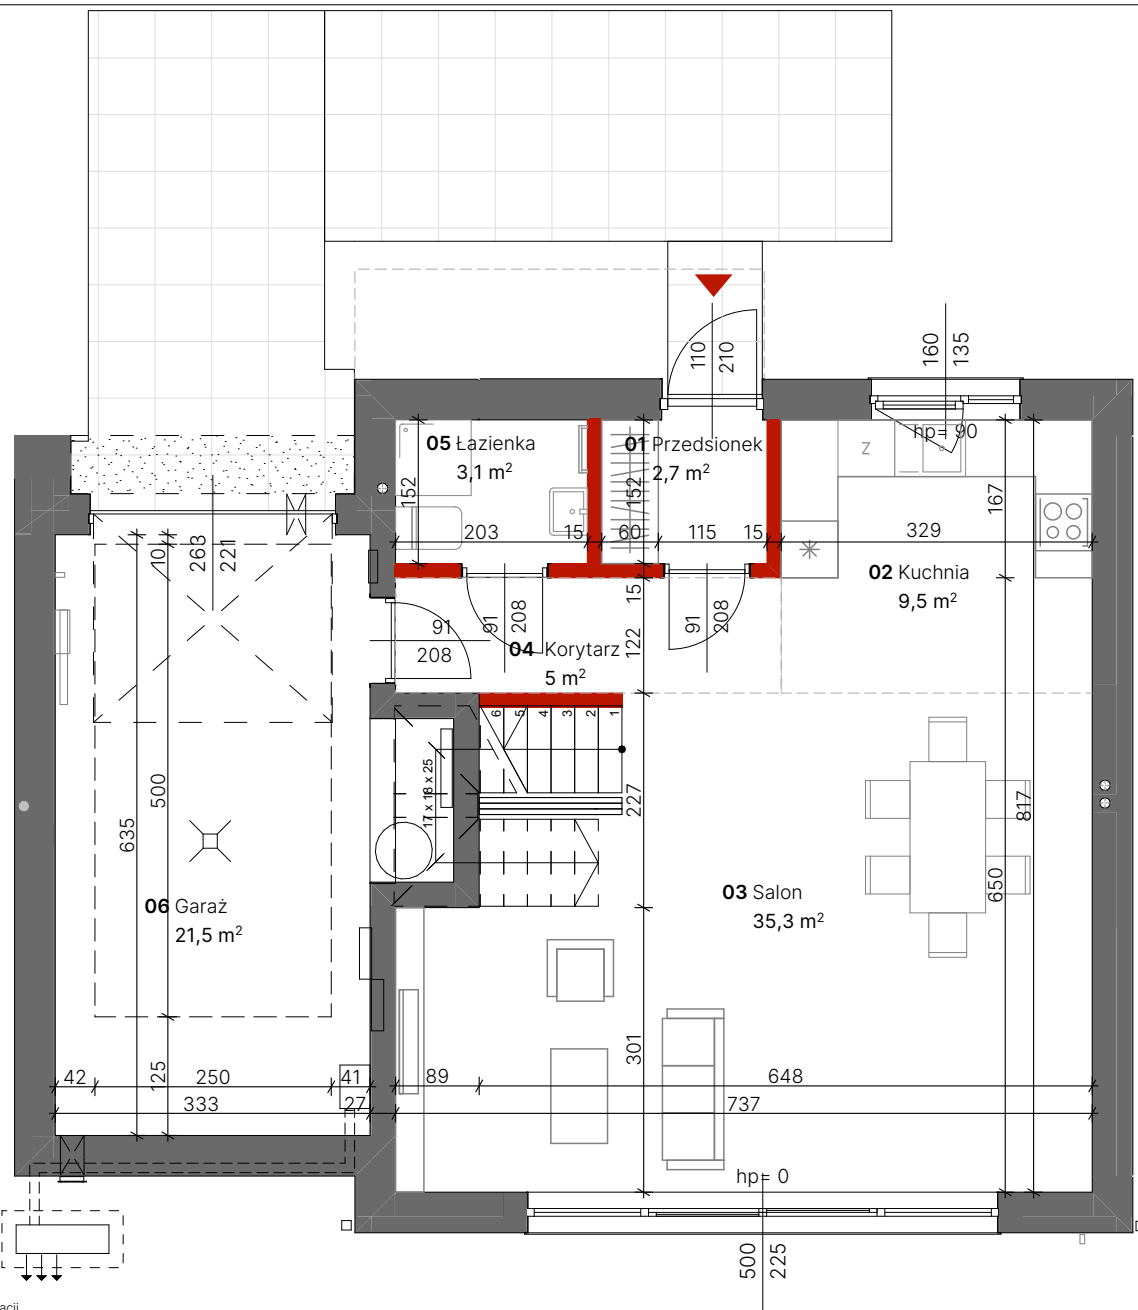 160
135
110
210
hp= 90
05 Łazienka
3,1 m²
01 Przedsionek
2,7 m²
Z
152
152
167
203
15
60
115
15
329
10
263
221
02 Kuchnia
9,5 m²
91
208
91
208
15
91
208
04 Korytarz
5 m²
122
6
5
4
3
2
1
17 x 18 x 25
227
500
635
817
650
03 Salon
35,3 m²
06 Garaż
21,5 m²
301
125
42
250
41
89
648
333
27
737
hp= 0
500
225
acji